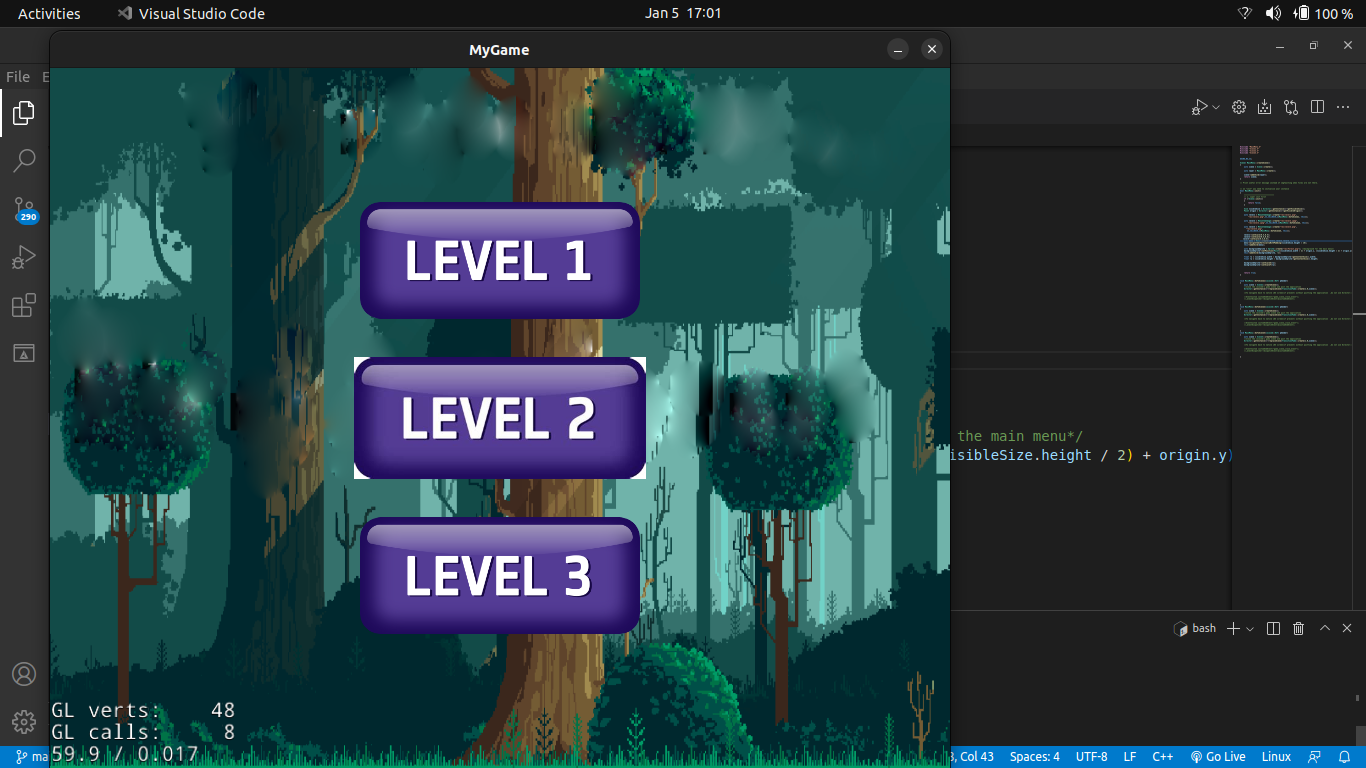 Activities
Visual Studio Code
Jan 5 17:01
100 %
MyGame
File
E
290
LEVEL 1
LEVEL 2
LEVEL 3
the main menu*/
isibleSize.height / 2) + origin.y)
bash
GL verts: 48
GL calls: 8
59.9 / 0.017
ma
3, Col 43
Spaces: 4
UTF-8
LF
C++
Go Live
Linux